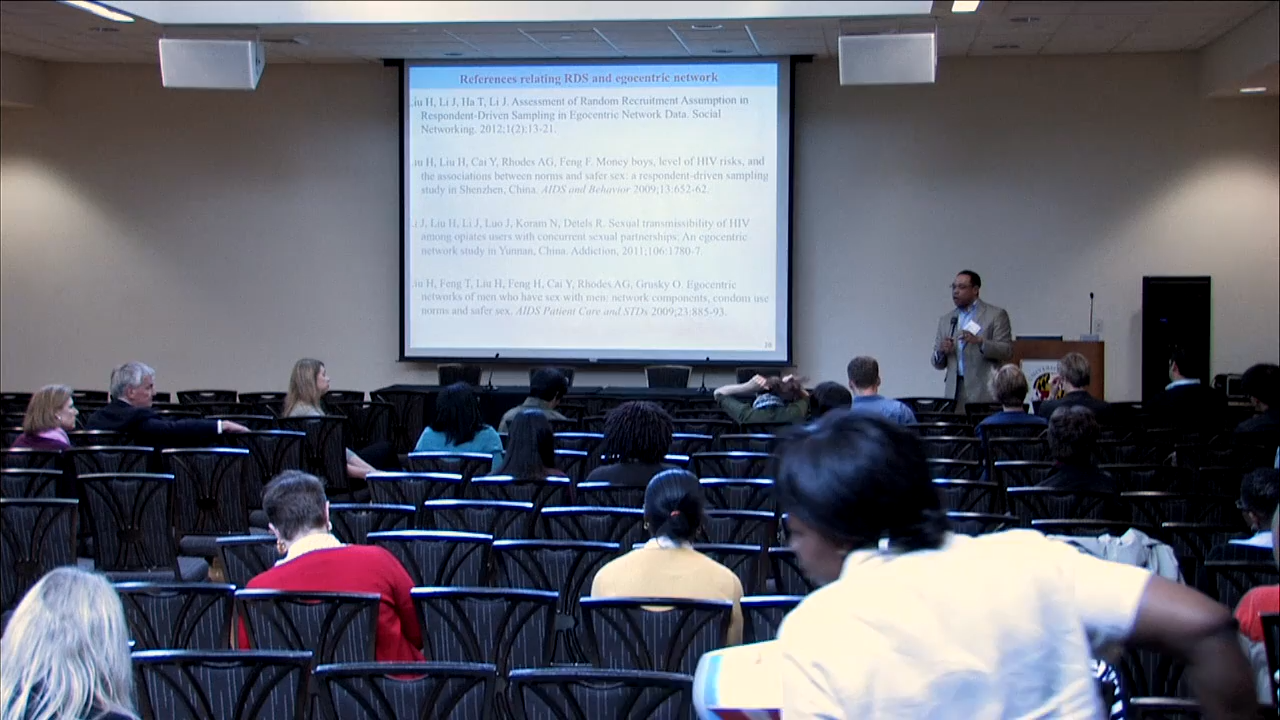 References relating RDS and egocentric network
iu H, Li J, Ha T, Li J. Assessment of Random Recruitment Assumption in
Respondent-Driven Sampling in Egocentric Network Data. Social
Networking. 2012;1(2):13-21.
iu H, Liu H, Cai Y, Rhodes AG, Feng F. Money boys, level of HIV risks, and
the associations between norms and safer sex: a respondent-driven sampling
study in Shenzhen, China. AIDS and Behavior 2009;13:652-62.
i J, Liu H, Li J, Luo J, Koram N, Detels R. Sexual transmissibility of HIV
among opiates users with concurrent sexual partnerships: An egocentric
network study in Yunnan, China. Addiction, 2011;106:1780-7.
iu H, Feng T, Liu H, Feng H, Cai Y, Rhodes AG, Grusky O. Egocentric
networks of men who have sex with men: network components, condom use
norms and safer sex. AIDS Patient Care and STDs 2009;23:885-93.
20